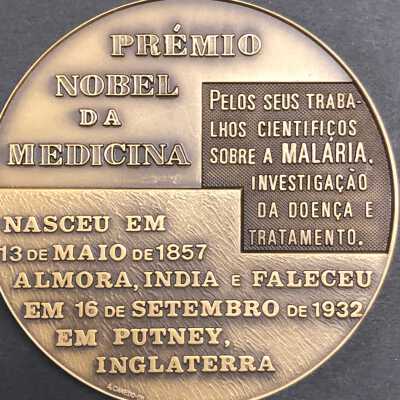 PRÉMIO
NOBEL
DA
MEDICINA
PELOS SEUS TRABA-
LHOS CIENTIFICOS
SOBRE A MALÁRIA.
INVESTIGAÇÃO
DA DOENÇA E
TRATAMENTO.
NASCEU EM
13 DE MAIO DE 1857
ALMORA, INDIA E FALECEU
EM 16 DE SETEMBRO DE 1932
EM PUTNEY,
INGLATERRA